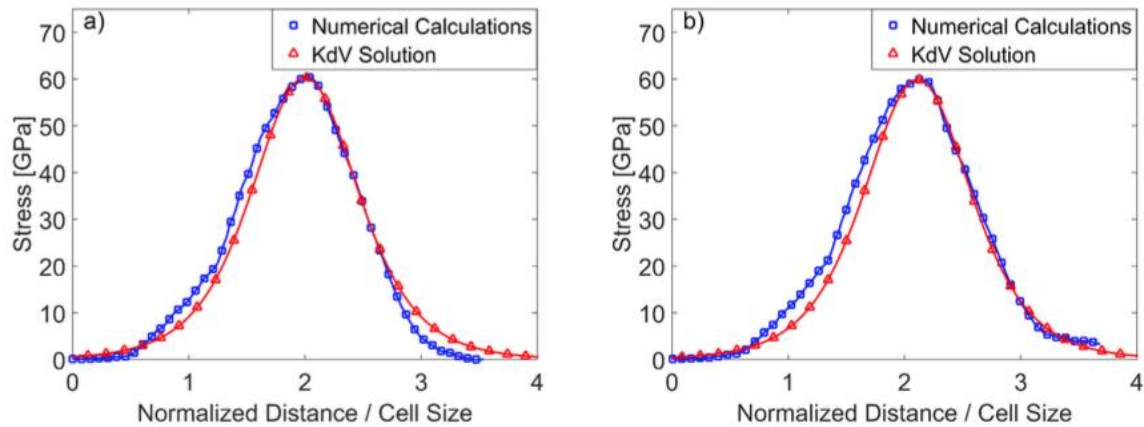 a)
Numerical Calculations
KdV Solution
70
60
50
40
30
20
10
0
Stress [GPa]
0 1 2 3 4
Normalized Distance / Cell Size
b)
Numerical Calculations
KdV Solution
70
60
50
40
30
20
10
0
Stress [GPa]
0 1 2 3 4
Normalized Distance / Cell Size